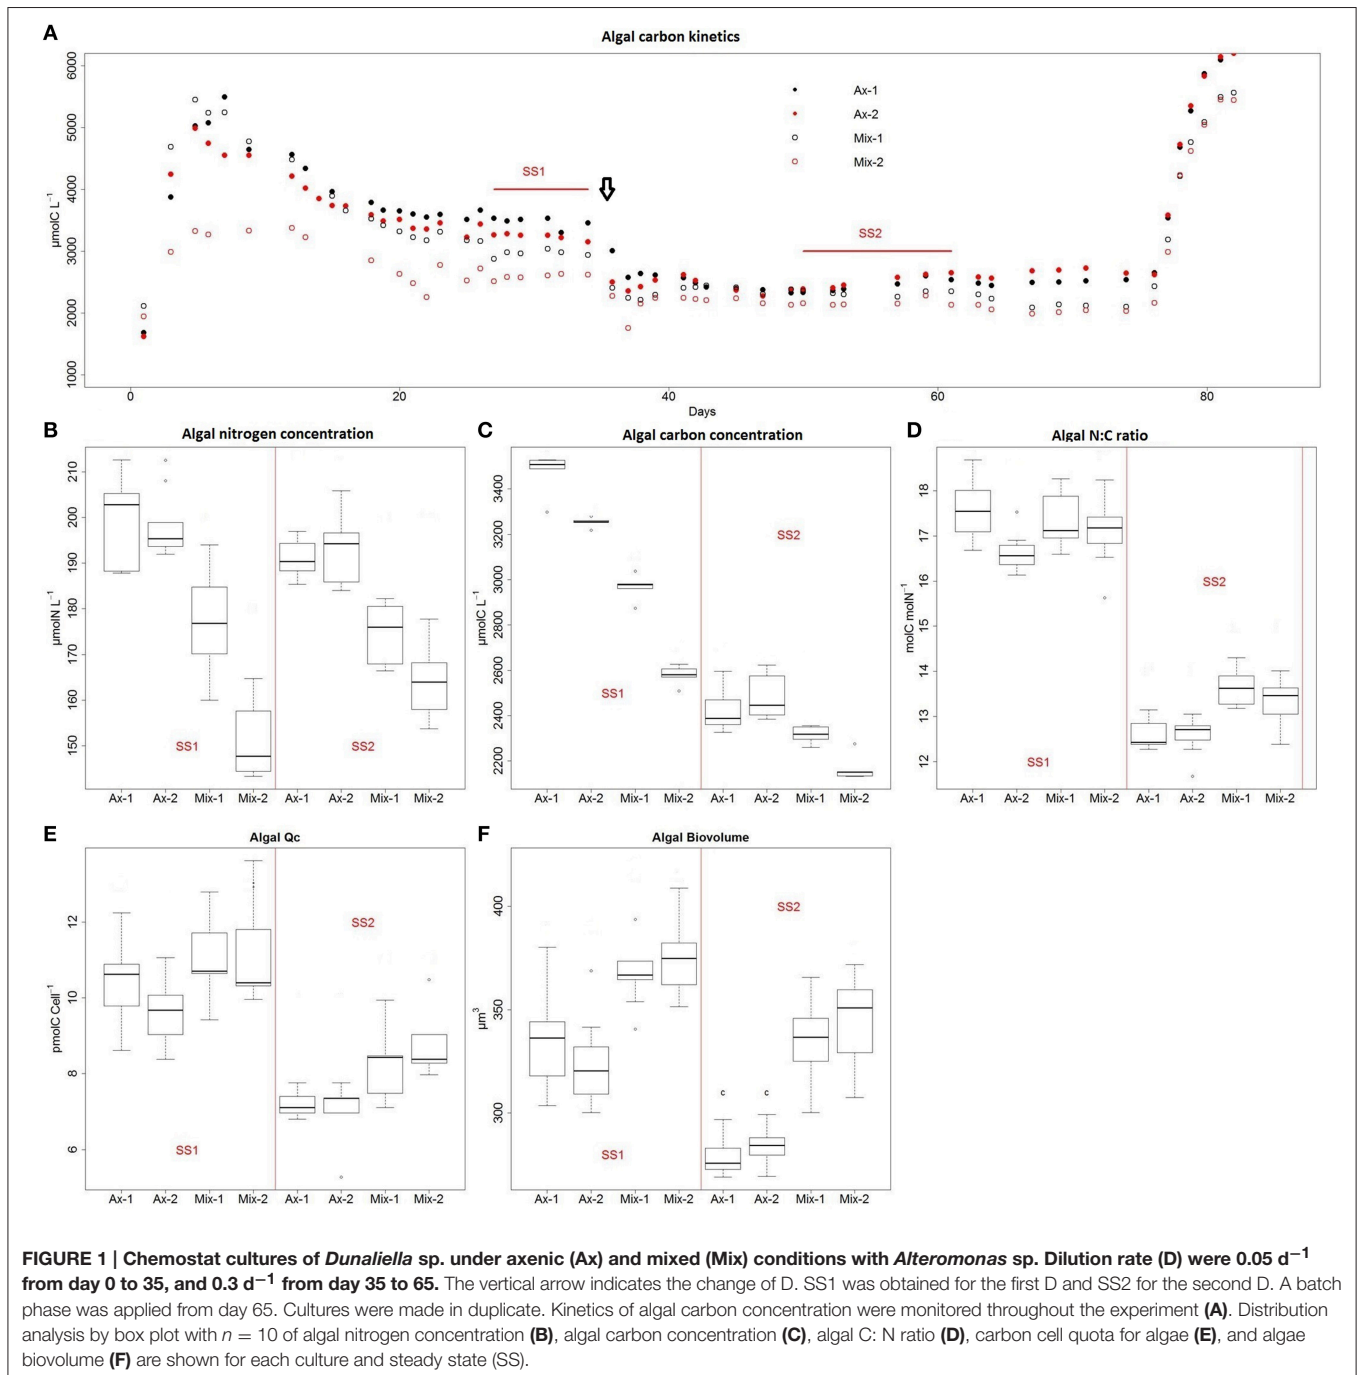 A
Algal carbon kinetics
6000
5000
4000
3000
2000
1000
µmolC L⁻¹
Ax-1
Ax-2
Mix-1
Mix-2
SS1
SS2
0 20 40 60 80
Days
B
Algal nitrogen concentration
210
200
190
180
170
160
150
µmolN L⁻¹
SS1 SS2
Ax-1 Ax-2 Mix-1 Mix-2 Ax-1 Ax-2 Mix-1 Mix-2
C
Algal carbon concentration
3400
3200
3000
2800
2600
2400
2200
µmolC L⁻¹
SS2
SS1
Ax-1 Ax-2 Mix-1 Mix-2 Ax-1 Ax-2 Mix-1 Mix-2
D
Algal N:C ratio
18
17
16
15
14
13
12
molC molN⁻¹
SS2
SS1
Ax-1 Ax-2 Mix-1 Mix-2 Ax-1 Ax-2 Mix-1 Mix-2
E
Algal Qc
12
10
8
6
pmolC Cell⁻¹
SS2
SS1
Ax-1 Ax-2 Mix-1 Mix-2 Ax-1 Ax-2 Mix-1 Mix-2
F
Algal Biovolume
400
350
300
µm³
SS2
c c
SS1
Ax-1 Ax-2 Mix-1 Mix-2 Ax-1 Ax-2 Mix-1 Mix-2
FIGURE 1 | Chemostat cultures of Dunaliella sp. under axenic (Ax) and mixed (Mix) conditions with Alteromonas sp. Dilution rate (D) were 0.05 d⁻¹
from day 0 to 35, and 0.3 d⁻¹ from day 35 to 65. The vertical arrow indicates the change of D. SS1 was obtained for the first D and SS2 for the second D. A batch
phase was applied from day 65. Cultures were made in duplicate. Kinetics of algal carbon concentration were monitored throughout the experiment (A). Distribution
analysis by box plot with n = 10 of algal nitrogen concentration (B), algal carbon concentration (C), algal C: N ratio (D), carbon cell quota for algae (E), and algae
biovolume (F) are shown for each culture and steady state (SS).